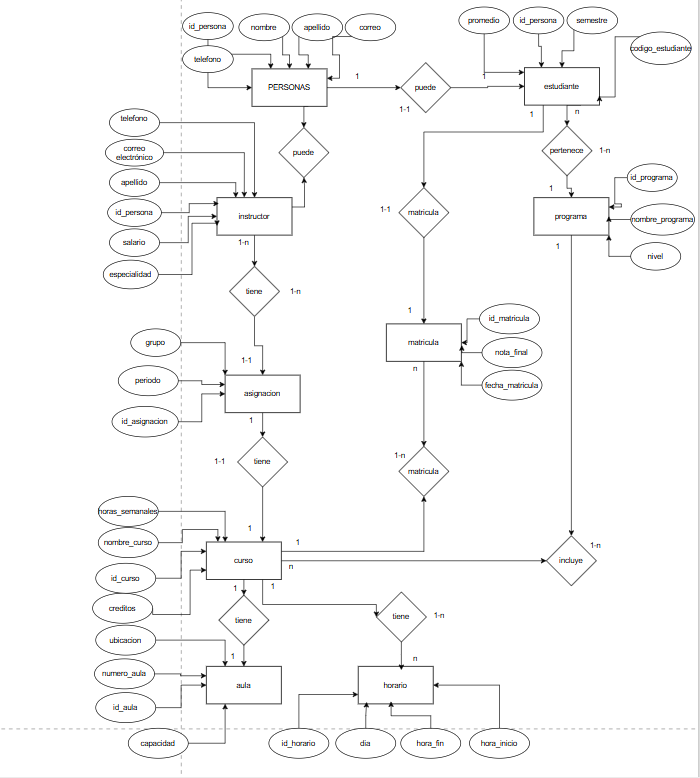 id_persona
nombre
apellido
correo
promedio
id_persona
semestre
codigo_estudiante
telefono
PERSONAS
1
puede
1-1
1
estudiante
1
n
telefono
correo
electrónico
puede
pertenece
1-n
apellido
id_persona
instructor
1-1
matricula
1
id_programa
programa
nombre_programa
salario
especialidad
1-n
1
nivel
tiene
1-n
1
id_matricula
grupo
matricula
nota_final
1-1
n
fecha_matricula
periodo
asignacion
id_asignacion
1
1-1
tiene
1-n
matricula
horas_semanales
1
nombre_curso
1
curso
n
1-n
incluye
id_curso
1
1
creditos
tiene
tiene
1-n
ubicacion
1
n
numero_aula
aula
horario
id_aula
capacidad
id_horario
dia
hora_fin
hora_inicio